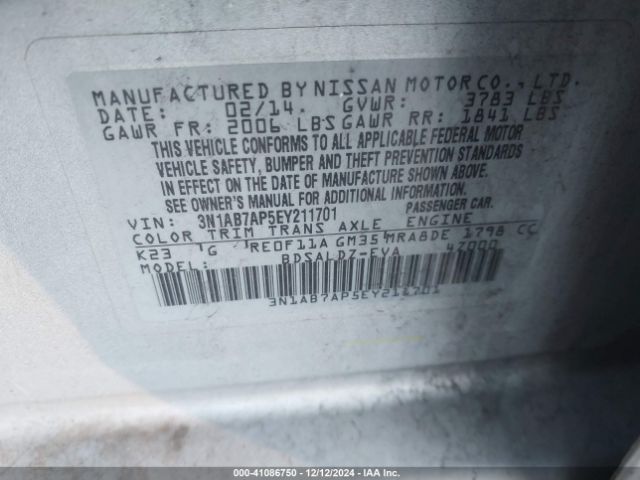 MANUFACTURED BY NISSAN MOTOR CO., LTD.
DATE: 02/14. GVWR: 3783 LBS
GAWR FR: 2006 LBS GAWR RR: 1841 LBS
THIS VEHICLE CONFORMS TO ALL APPLICABLE FEDERAL MOTOR
VEHICLE SAFETY, BUMPER AND THEFT PREVENTION STANDARDS
IN EFFECT ON THE DATE OF MANUFACTURE SHOWN ABOVE.
SEE OWNER'S MANUAL FOR ADDITIONAL INFORMATION.
VIN: 3N1AB7AP5EY211701 PASSENGER CAR.
COLOR TRIM TRANS AXLE ENGINE
K23 G RE0F11A GM35 MRA8DE 1798 CC
MODEL: BDSALDZ-EVA 47000
3N1AB7AP5EY211701
000-41086750 - 12/12/2024 - IAA Inc.